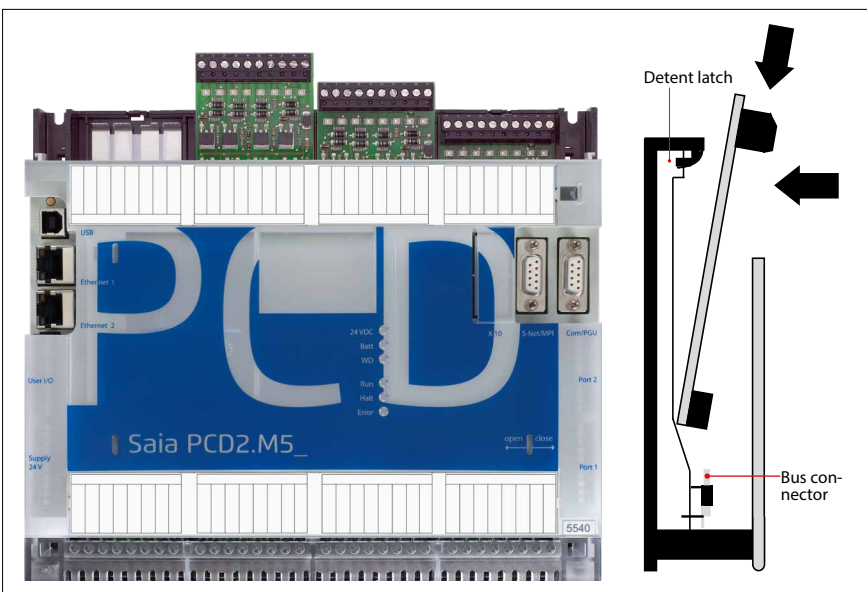 Detent latch
USB
Ethernet 1
Ethernet 2
PCD
24 VDC
Batt
WD
X 10
S-Net/MPI
Com/PGU
User I/O
Run
Halt
Error
Port 2
Saia PCD2.M5_
open
close
Supply
24 V
Port 1
Bus con-
nector
5540